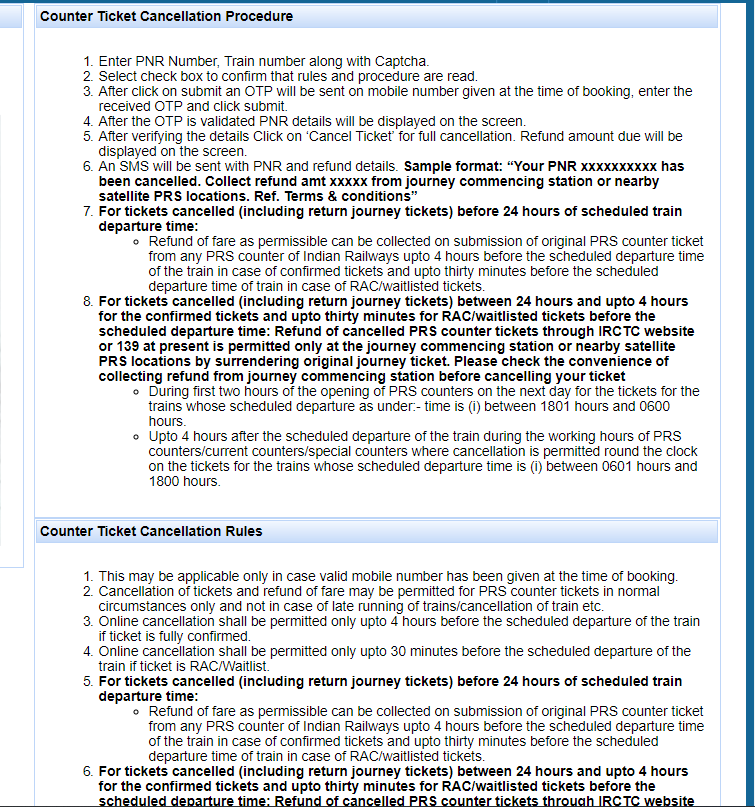 Counter Ticket Cancellation Procedure
1. Enter PNR Number, Train number along with Captcha.
2. Select check box to confirm that rules and procedure are read.
3. After click on submit an OTP will be sent on mobile number given at the time of booking, enter the
received OTP and click submit.
4. After the OTP is validated PNR details will be displayed on the screen.
5. After verifying the details Click on ‘Cancel Ticket’ for full cancellation. Refund amount due will be
displayed on the screen.
6. An SMS will be sent with PNR and refund details. Sample format: “Your PNR xxxxxxxxxx has
been cancelled. Collect refund amt xxxxx from journey commencing station or nearby
satellite PRS locations. Ref. Terms & conditions”
7. For tickets cancelled (including return journey tickets) before 24 hours of scheduled train
departure time:
o Refund of fare as permissible can be collected on submission of original PRS counter ticket
from any PRS counter of Indian Railways upto 4 hours before the scheduled departure time
of the train in case of confirmed tickets and upto thirty minutes before the scheduled
departure time of train in case of RAC/waitlisted tickets.
8. For tickets cancelled (including return journey tickets) between 24 hours and upto 4 hours
for the confirmed tickets and upto thirty minutes for RAC/waitlisted tickets before the
scheduled departure time: Refund of cancelled PRS counter tickets through IRCTC website
or 139 at present is permitted only at the journey commencing station or nearby satellite
PRS locations by surrendering original journey ticket. Please check the convenience of
collecting refund from journey commencing station before cancelling your ticket
o During first two hours of the opening of PRS counters on the next day for the tickets for the
trains whose scheduled departure as under:- time is (i) between 1801 hours and 0600
hours.
o Upto 4 hours after the scheduled departure of the train during the working hours of PRS
counters/current counters/special counters where cancellation is permitted round the clock
on the tickets for the trains whose scheduled departure time is (i) between 0601 hours and
1800 hours.
Counter Ticket Cancellation Rules
1. This may be applicable only in case valid mobile number has been given at the time of booking.
2. Cancellation of tickets and refund of fare may be permitted for PRS counter tickets in normal
circumstances only and not in case of late running of trains/cancellation of train etc.
3. Online cancellation shall be permitted only upto 4 hours before the scheduled departure of the train
if ticket is fully confirmed.
4. Online cancellation shall be permitted only upto 30 minutes before the scheduled departure of the
train if ticket is RAC/Waitlist.
5. For tickets cancelled (including return journey tickets) before 24 hours of scheduled train
departure time:
o Refund of fare as permissible can be collected on submission of original PRS counter ticket
from any PRS counter of Indian Railways upto 4 hours before the scheduled departure time
of the train in case of confirmed tickets and upto thirty minutes before the scheduled
departure time of train in case of RAC/waitlisted tickets.
6. For tickets cancelled (including return journey tickets) between 24 hours and upto 4 hours
for the confirmed tickets and upto thirty minutes for RAC/waitlisted tickets before the
scheduled departure time: Refund of cancelled PRS counter tickets through IRCTC website